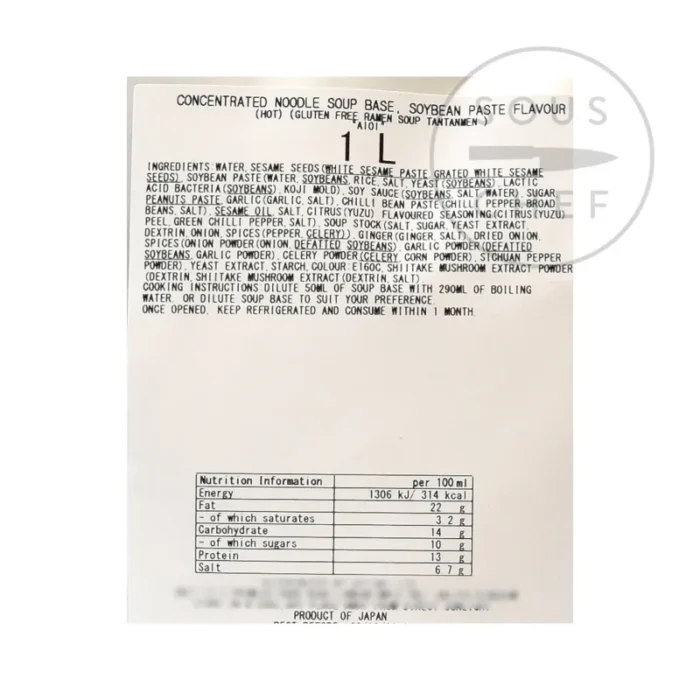 SOUS
CHEF
CONCENTRATED NOODLE SOUP BASE, SOYBEAN PASTE FLAVOUR
(HOT) (GLUTEN FREE RAMEN SOUP TANTANMEN)
"AIOI"
1 L
INGREDIENTS:WATER, SESAME SEEDS(WHITE SESAME PASTE GRATED WHITE SESAME
SEEDS), SOYBEAN PASTE(WATER, SOYBEANS, RICE, SALT, YEAST(SOYBEANS), LACTIC
ACID BACTERIA(SOYBEANS), KOJI MOLD), SOY SAUCE(SOYBEANS, SALT, WATER), SUGAR,
PEANUTS PASTE, GARLIC(GARLIC, SALT), CHILLI BEAN PASTE(CHILLI PEPPER, BROAD
BEANS, SALT), SESAME OIL, SALT, CITRUS(YUZU) FLAVOURED SEASONING(CITRUS(YUZU)
PEEL, GREEN CHILLI PEPPER, SALT), SOUP STOCK(SALT, SUGAR, YEAST EXTRACT,
DEXTRIN, ONION, SPICES(PEPPER, CELERY)), GINGER(GINGER, SALT), DRIED ONION,
SPICES(ONION POWDER(ONION, DEFATTED SOYBEANS), GARLIC POWDER(DEFATTED
SOYBEANS, GARLIC POWDER), CELERY POWDER(CELERY, CORN POWDER), SICHUAN PEPPER
POWDER), YEAST EXTRACT, STARCH, COLOUR:E160C, SHIITAKE MUSHROOM EXTRACT POWDER
(DEXTRIN, SHIITAKE MUSHROOM EXTRACT(DEXTRIN, SALT)
COOKING INSTRUCTIONS:DILUTE 50ML OF SOUP BASE WITH 290ML OF BOILING
WATER, OR DILUTE SOUP BASE TO SUIT YOUR PREFERENCE.
ONCE OPENED, KEEP REFRIGERATED AND CONSUME WITHIN 1 MONTH.
Nutrition Information per 100ml
Energy 1306 kJ/ 314 kcal
Fat 22 g
- of which saturates 3.2 g
Carbohydrate 14 g
- of which sugars 10 g
Protein 13 g
Salt 6.7 g
DIRECT SUNLIGHT
PRODUCT OF JAPAN